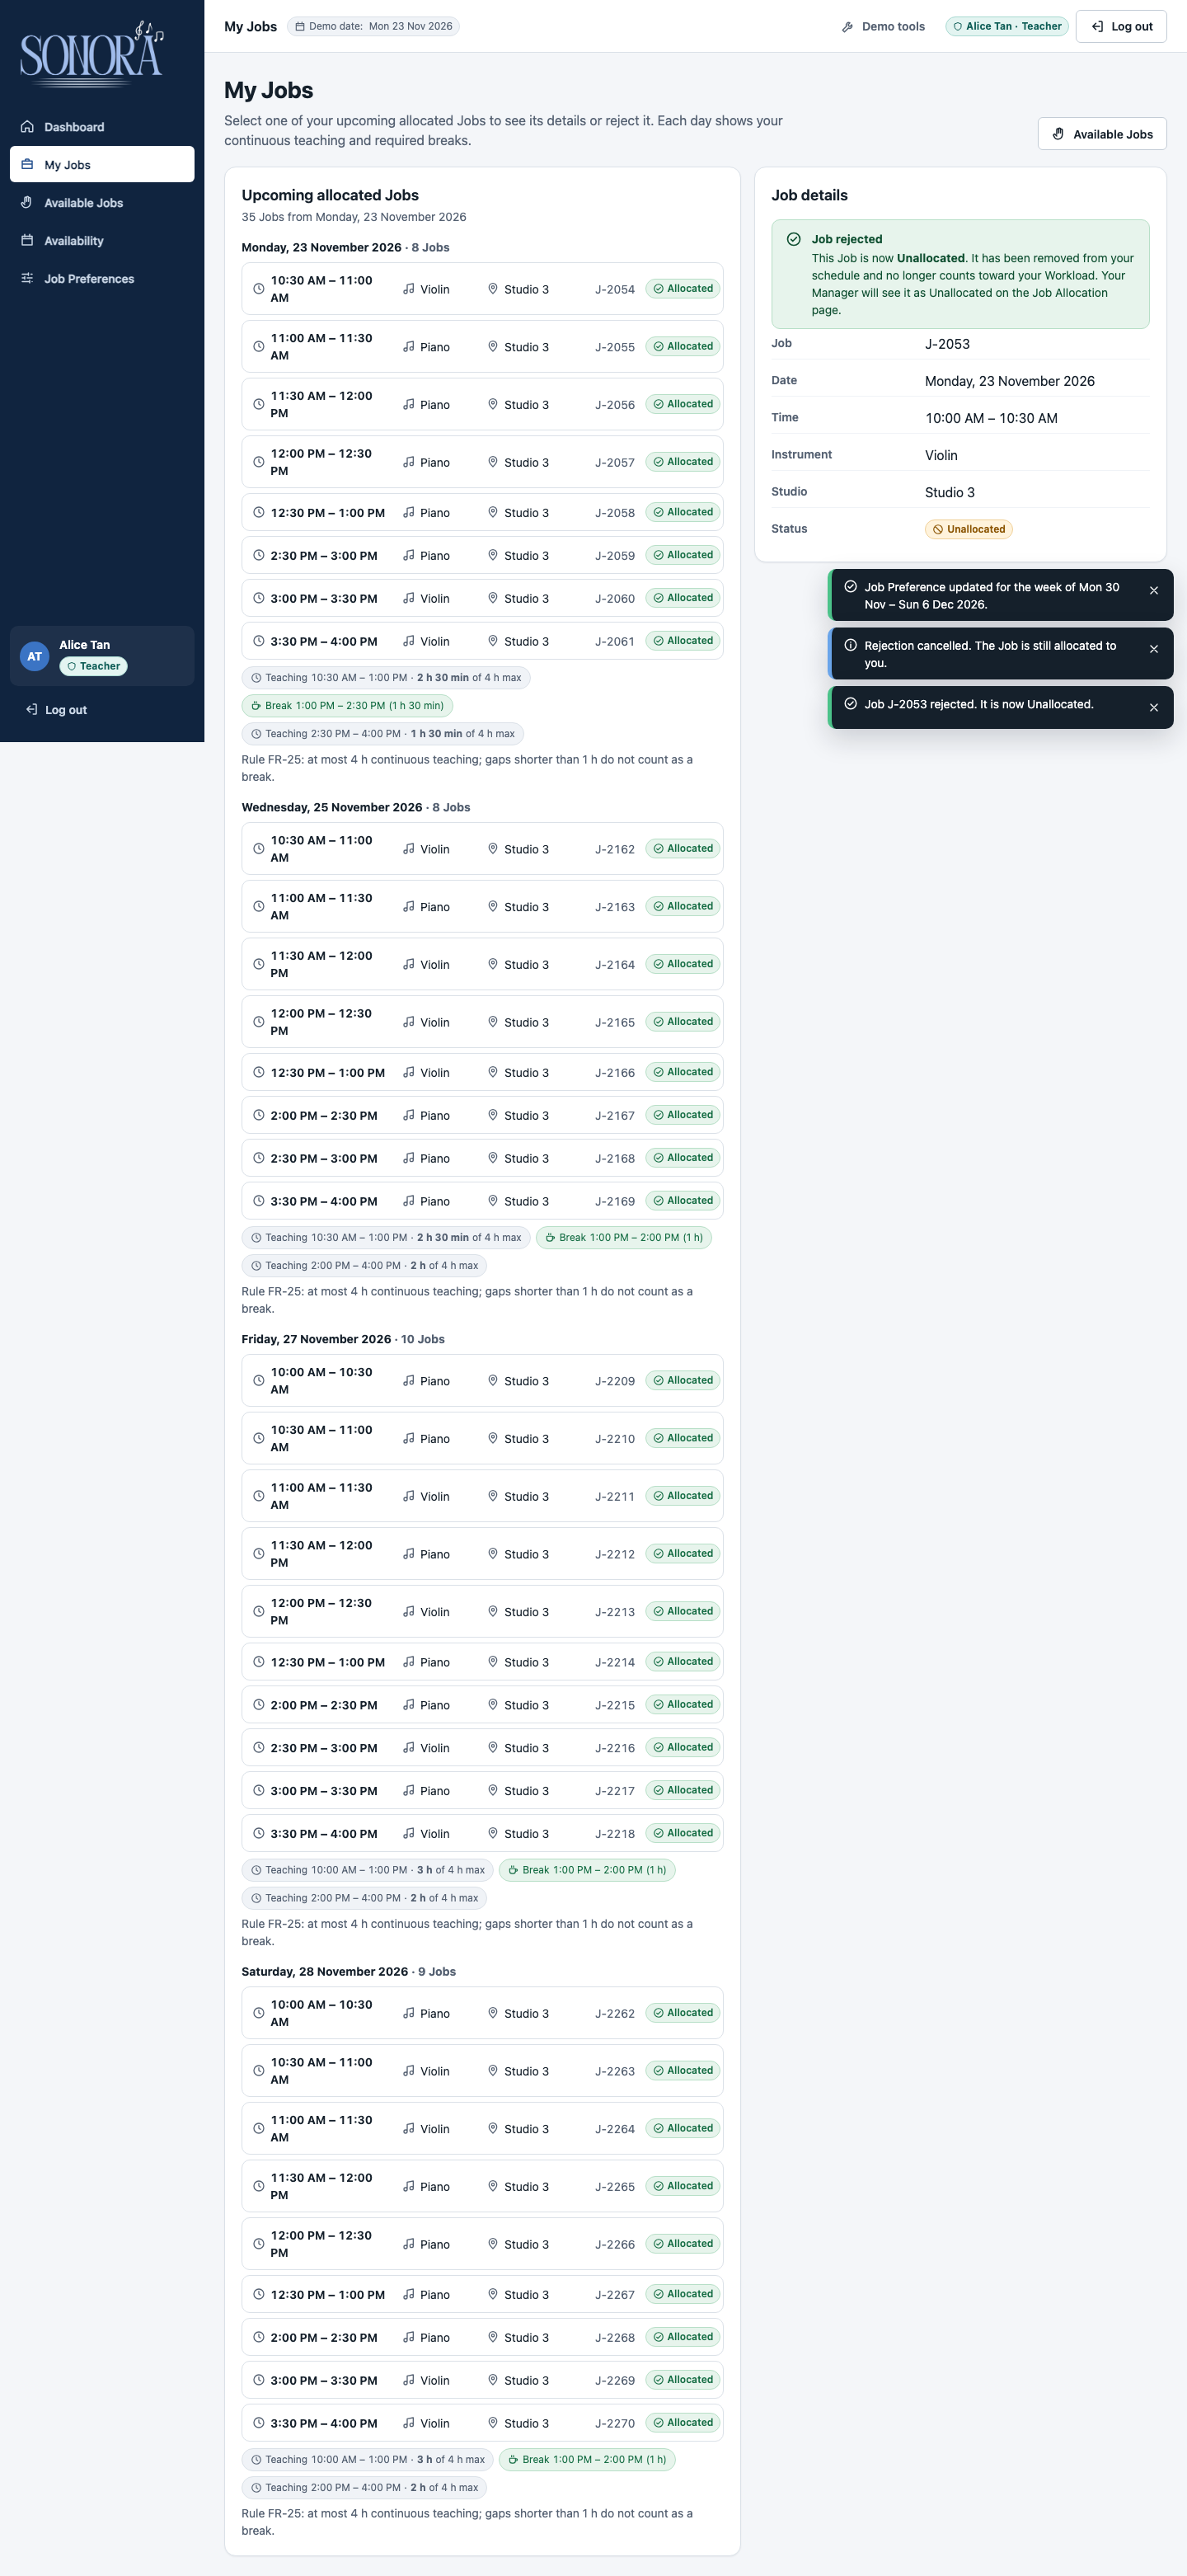 SONORA
Dashboard
My Jobs
Available Jobs
Availability
Job Preferences
AT
Alice Tan
Teacher
Log out
My Jobs
Demo date: Mon 23 Nov 2026
Demo tools
Alice Tan · Teacher
Log out
My Jobs
Select one of your upcoming allocated Jobs to see its details or reject it. Each day shows your
continuous teaching and required breaks.
Available Jobs
Upcoming allocated Jobs
35 Jobs from Monday, 23 November 2026
Monday, 23 November 2026 · 8 Jobs
10:30 AM – 11:00 AM Violin Studio 3 J-2054 Allocated
11:00 AM – 11:30 AM Piano Studio 3 J-2055 Allocated
11:30 AM – 12:00 PM Piano Studio 3 J-2056 Allocated
12:00 PM – 12:30 PM Piano Studio 3 J-2057 Allocated
12:30 PM – 1:00 PM Piano Studio 3 J-2058 Allocated
2:30 PM – 3:00 PM Piano Studio 3 J-2059 Allocated
3:00 PM – 3:30 PM Violin Studio 3 J-2060 Allocated
3:30 PM – 4:00 PM Violin Studio 3 J-2061 Allocated
Teaching 10:30 AM – 1:00 PM · 2 h 30 min of 4 h max
Break 1:00 PM – 2:30 PM (1 h 30 min)
Teaching 2:30 PM – 4:00 PM · 1 h 30 min of 4 h max
Rule FR-25: at most 4 h continuous teaching; gaps shorter than 1 h do not count as a
break.
Wednesday, 25 November 2026 · 8 Jobs
10:30 AM – 11:00 AM Violin Studio 3 J-2162 Allocated
11:00 AM – 11:30 AM Piano Studio 3 J-2163 Allocated
11:30 AM – 12:00 PM Violin Studio 3 J-2164 Allocated
12:00 PM – 12:30 PM Violin Studio 3 J-2165 Allocated
12:30 PM – 1:00 PM Violin Studio 3 J-2166 Allocated
2:00 PM – 2:30 PM Piano Studio 3 J-2167 Allocated
2:30 PM – 3:00 PM Piano Studio 3 J-2168 Allocated
3:30 PM – 4:00 PM Piano Studio 3 J-2169 Allocated
Teaching 10:30 AM – 1:00 PM · 2 h 30 min of 4 h max
Break 1:00 PM – 2:00 PM (1 h)
Teaching 2:00 PM – 4:00 PM · 2 h of 4 h max
Rule FR-25: at most 4 h continuous teaching; gaps shorter than 1 h do not count as a
break.
Friday, 27 November 2026 · 10 Jobs
10:00 AM – 10:30 AM Piano Studio 3 J-2209 Allocated
10:30 AM – 11:00 AM Piano Studio 3 J-2210 Allocated
11:00 AM – 11:30 AM Violin Studio 3 J-2211 Allocated
11:30 AM – 12:00 PM Piano Studio 3 J-2212 Allocated
12:00 PM – 12:30 PM Violin Studio 3 J-2213 Allocated
12:30 PM – 1:00 PM Piano Studio 3 J-2214 Allocated
2:00 PM – 2:30 PM Piano Studio 3 J-2215 Allocated
2:30 PM – 3:00 PM Violin Studio 3 J-2216 Allocated
3:00 PM – 3:30 PM Piano Studio 3 J-2217 Allocated
3:30 PM – 4:00 PM Violin Studio 3 J-2218 Allocated
Teaching 10:00 AM – 1:00 PM · 3 h of 4 h max
Break 1:00 PM – 2:00 PM (1 h)
Teaching 2:00 PM – 4:00 PM · 2 h of 4 h max
Rule FR-25: at most 4 h continuous teaching; gaps shorter than 1 h do not count as a
break.
Saturday, 28 November 2026 · 9 Jobs
10:00 AM – 10:30 AM Piano Studio 3 J-2262 Allocated
10:30 AM – 11:00 AM Violin Studio 3 J-2263 Allocated
11:00 AM – 11:30 AM Violin Studio 3 J-2264 Allocated
11:30 AM – 12:00 PM Piano Studio 3 J-2265 Allocated
12:00 PM – 12:30 PM Piano Studio 3 J-2266 Allocated
12:30 PM – 1:00 PM Piano Studio 3 J-2267 Allocated
2:00 PM – 2:30 PM Piano Studio 3 J-2268 Allocated
3:00 PM – 3:30 PM Violin Studio 3 J-2269 Allocated
3:30 PM – 4:00 PM Violin Studio 3 J-2270 Allocated
Teaching 10:00 AM – 1:00 PM · 3 h of 4 h max
Break 1:00 PM – 2:00 PM (1 h)
Teaching 2:00 PM – 4:00 PM · 2 h of 4 h max
Rule FR-25: at most 4 h continuous teaching; gaps shorter than 1 h do not count as a
break.
Job details
Job rejected
This Job is now Unallocated. It has been removed from your
schedule and no longer counts toward your Workload. Your
Manager will see it as Unallocated on the Job Allocation
page.
Job J-2053
Date Monday, 23 November 2026
Time 10:00 AM – 10:30 AM
Instrument Violin
Studio Studio 3
Status Unallocated
Job Preference updated for the week of Mon 30
Nov – Sun 6 Dec 2026.
Rejection cancelled. The Job is still allocated to
you.
Job J-2053 rejected. It is now Unallocated.